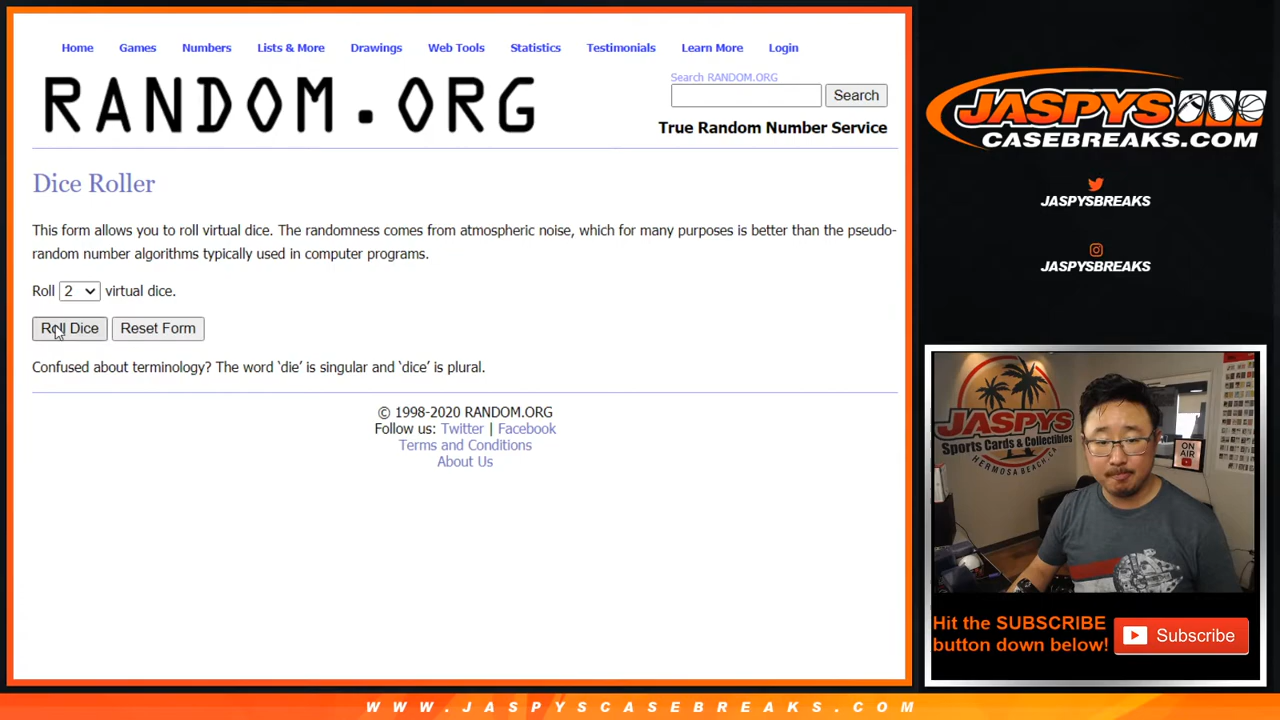 Home Games Numbers Lists & More Drawings Web Tools Statistics Testimonials Learn More Login
RANDOM.ORG
Search RANDOM.ORG
Search
True Random Number Service
Dice Roller
This form allows you to roll virtual dice. The randomness comes from atmospheric noise, which for many purposes is better than the pseudo-
random number algorithms typically used in computer programs.
Roll 2 virtual dice.
Roll Dice Reset Form
Confused about terminology? The word ‘die’ is singular and ‘dice’ is plural.
© 1998-2020 RANDOM.ORG
Follow us: Twitter | Facebook
Terms and Conditions
About Us
JASPYS
CASEBREAKS.COM
JASPYSBREAKS
JASPYSBREAKS
JASPYS
Sports Cards & Collectibles
HERMOSA BEACH, CA
ON
AIR
Hit the SUBSCRIBE
button down below!
Subscribe
WWW.JASPYSCASEBREAKS.COM